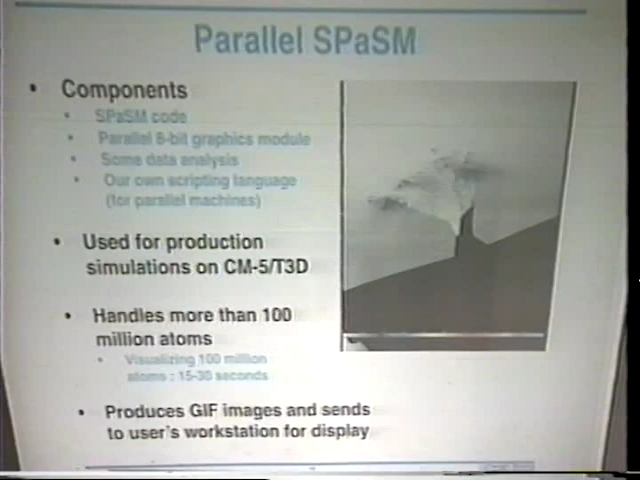 Parallel SPaSM
• Components
• SPaSM code
• Parallel 8-bit graphics module
• Some data analysis
• Our own scripting language
(for parallel machines)
• Used for production
simulations on CM-5/T3D
• Handles more than 100
million atoms
• Visualizing 100 million
atoms : 15-30 seconds
• Produces GIF images and sends
to user's workstation for display